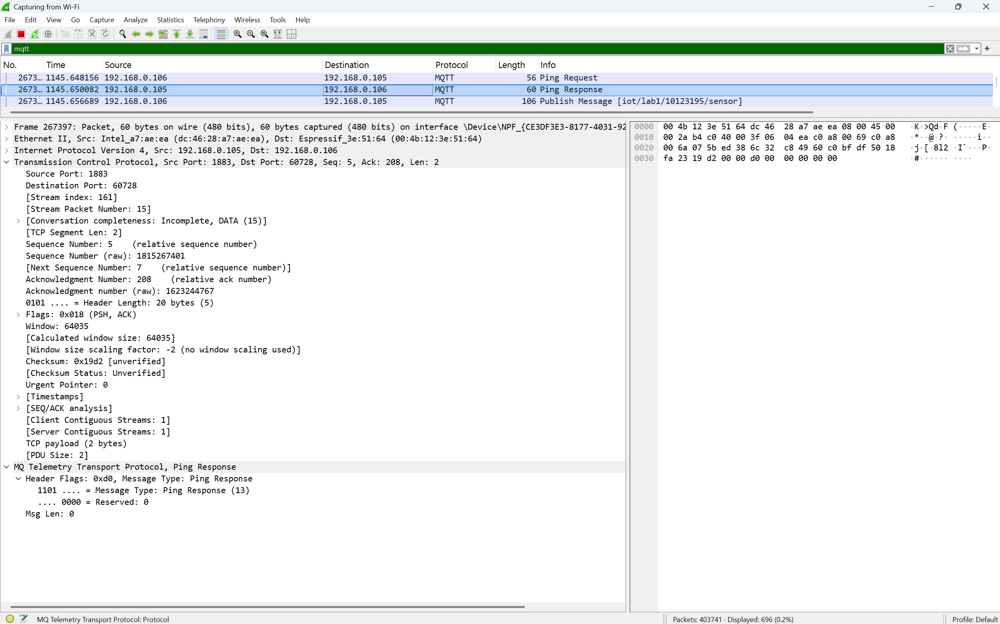 Capturing from Wi-Fi
File Edit View Go Capture Analyze Statistics Telephony Wireless Tools Help
mqtt
No. Time Source Destination Protocol Length Info
2673… 1145.648156 192.168.0.106 192.168.0.105 MQTT 56 Ping Request
2673… 1145.650082 192.168.0.105 192.168.0.106 MQTT 60 Ping Response
2673… 1145.656689 192.168.0.106 192.168.0.105 MQTT 106 Publish Message [iot/lab1/10123195/sensor]
Frame 267397: Packet, 60 bytes on wire (480 bits), 60 bytes captured (480 bits) on interface \Device\NPF_{CE3DF3E3-8177-4031-92
Ethernet II, Src: Intel_a7:ae:ea (dc:46:28:a7:ae:ea), Dst: Espressif_3e:51:64 (00:4b:12:3e:51:64)
Internet Protocol Version 4, Src: 192.168.0.105, Dst: 192.168.0.106
Transmission Control Protocol, Src Port: 1883, Dst Port: 60728, Seq: 5, Ack: 208, Len: 2
Source Port: 1883
Destination Port: 60728
[Stream index: 161]
[Stream Packet Number: 15]
[Conversation completeness: Incomplete, DATA (15)]
[TCP Segment Len: 2]
Sequence Number: 5 (relative sequence number)
Sequence Number (raw): 1815267401
[Next Sequence Number: 7 (relative sequence number)]
Acknowledgment Number: 208 (relative ack number)
Acknowledgment number (raw): 1623244767
0101 .... = Header Length: 20 bytes (5)
Flags: 0x018 (PSH, ACK)
Window: 64035
[Calculated window size: 64035]
[Window size scaling factor: -2 (no window scaling used)]
Checksum: 0x19d2 [unverified]
[Checksum Status: Unverified]
Urgent Pointer: 0
[Timestamps]
[SEQ/ACK analysis]
[Client Contiguous Streams: 1]
[Server Contiguous Streams: 1]
TCP payload (2 bytes)
[PDU Size: 2]
MQ Telemetry Transport Protocol, Ping Response
Header Flags: 0xd0, Message Type: Ping Response
1101 .... = Message Type: Ping Response (13)
.... 0000 = Reserved: 0
Msg Len: 0
0000 00 4b 12 3e 51 64 dc 46 28 a7 ae ea 08 00 45 00 ·K·>Qd·F (·····E·
0010 00 2a b4 c0 40 00 3f 06 04 ea c0 a8 00 69 c0 a8 ·*··@·?· ·····i··
0020 00 6a 07 5b ed 38 6c 32 c8 49 60 c0 bf df 50 18 ·j·[·8l2 ·I`···P·
0030 fa 23 19 d2 00 00 d0 00 00 00 00 00 ·#······ ····
MQ Telemetry Transport Protocol: Protocol
Packets: 403741 · Displayed: 696 (0.2%)
Profile: Default